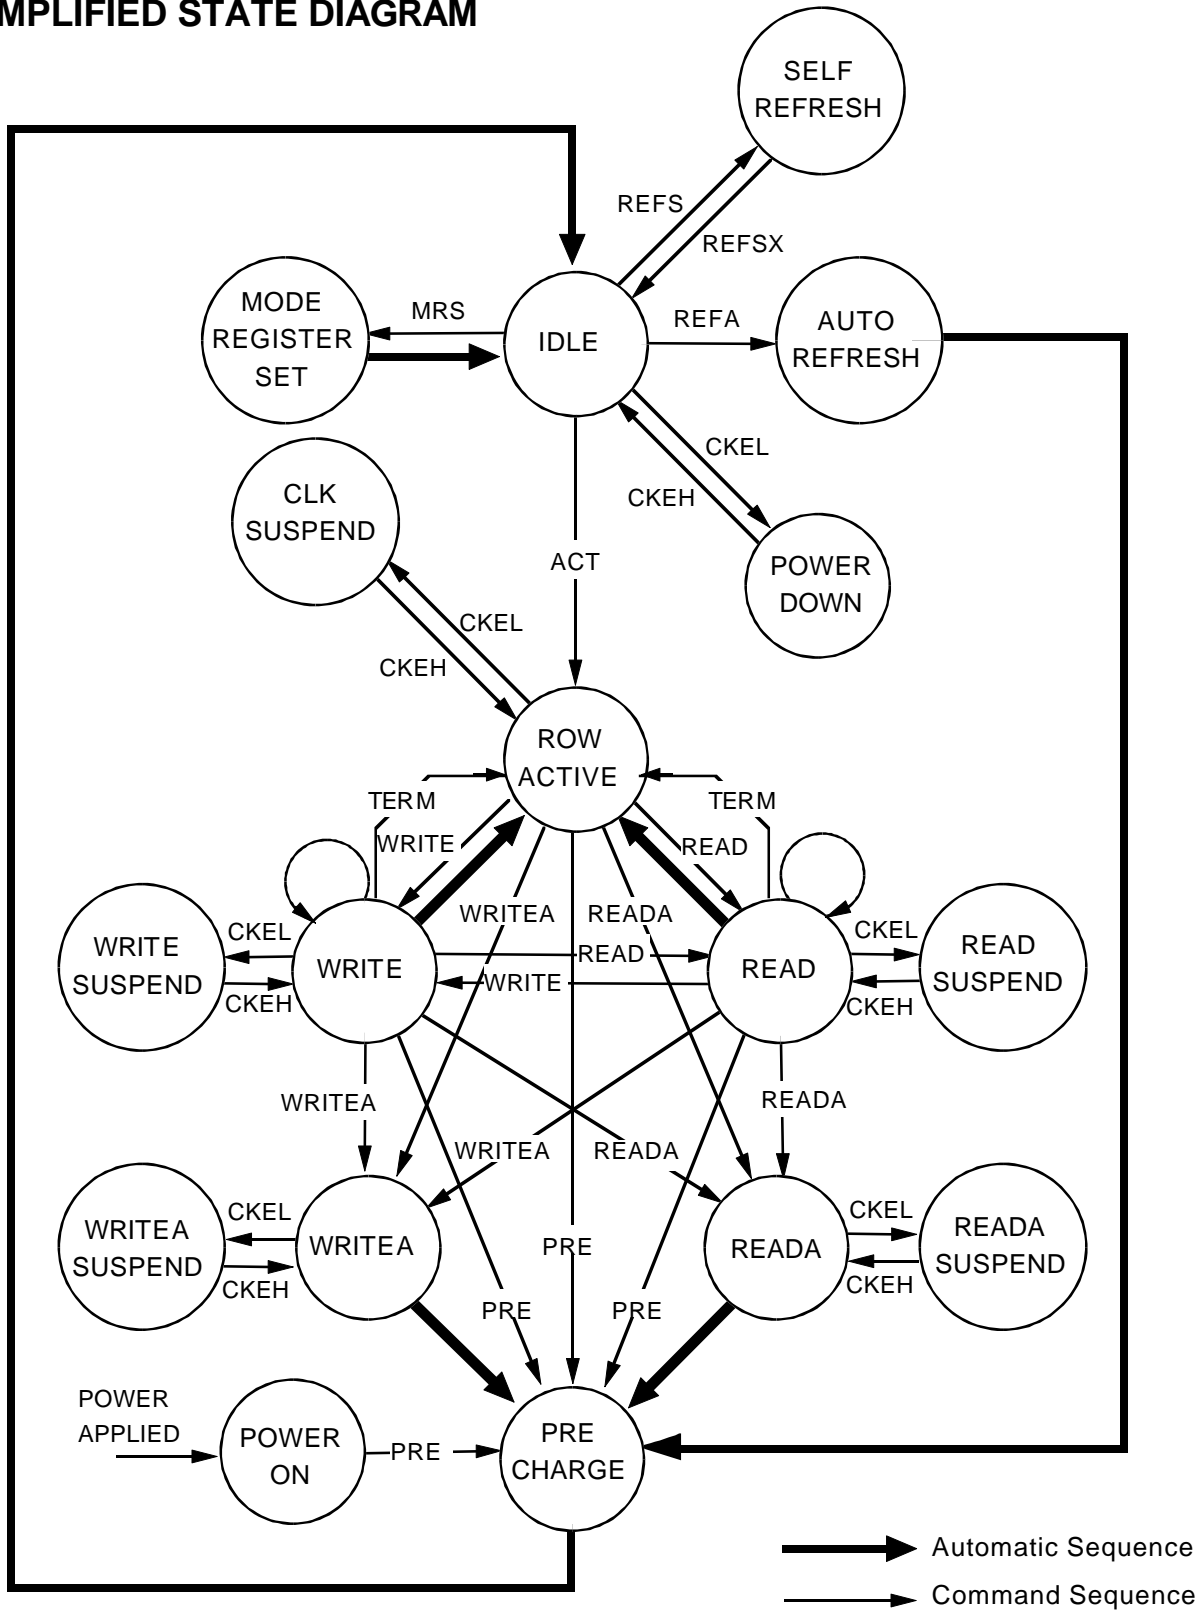 MPLIFIED STATE DIAGRAM
SELF
REFRESH
REFS
REFSX
MODE
REGISTER
SET
MRS
IDLE
REFA
AUTO
REFRESH
CKEL
CKEH
CLK
SUSPEND
ACT
POWER
DOWN
CKEL
CKEH
ROW
ACTIVE
TERM
TERM
WRITE
READ
WRITEA
READA
WRITE
SUSPEND
CKEL
CKEH
WRITE
READ
WRITE
READ
CKEL
CKEH
READ
SUSPEND
WRITEA
READA
WRITEA
READA
WRITEA
SUSPEND
CKEL
CKEH
WRITEA
PRE
READA
CKEL
CKEH
READA
SUSPEND
PRE
PRE
POWER
APPLIED
POWER
ON
PRE
PRE
CHARGE
Automatic Sequence
Command Sequence